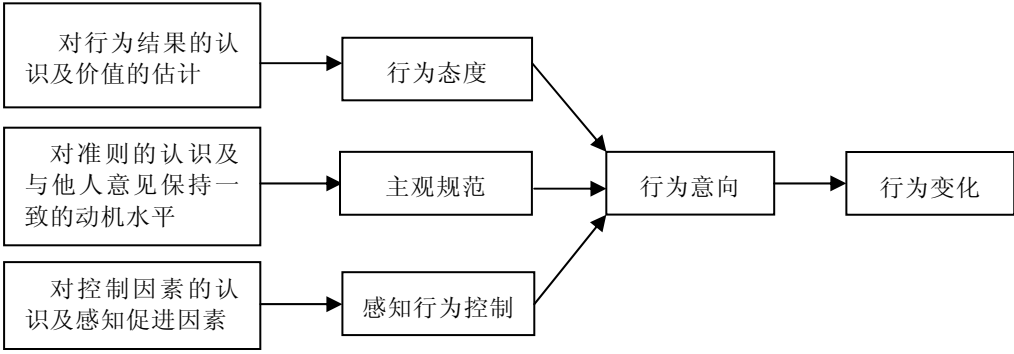 对行为结果的认
识及价值的估计
行为态度
对准则的认识及
与他人意见保持一
致的动机水平
主观规范
行为意向
行为变化
对控制因素的认
识及感知促进因素
感知行为控制